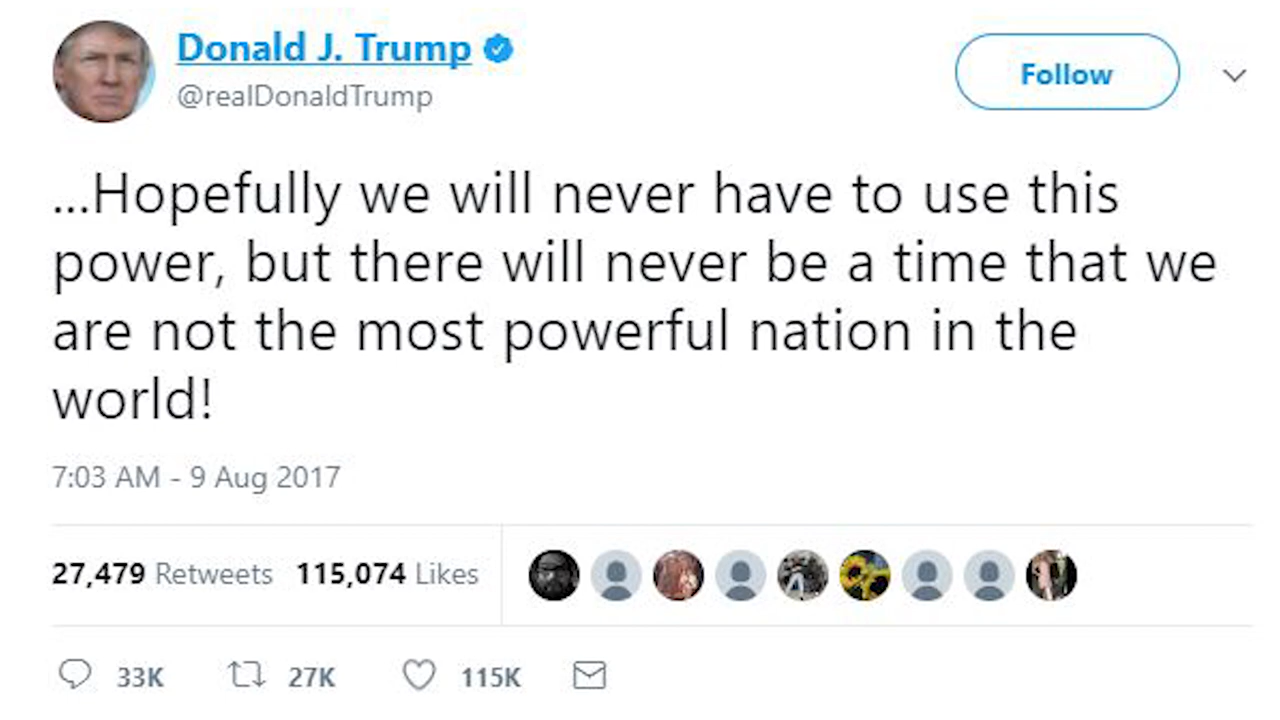 Donald J. Trump
@realDonaldTrump
Follow
...Hopefully we will never have to use this
power, but there will never be a time that we
are not the most powerful nation in the
world!
7:03 AM - 9 Aug 2017
27,479 Retweets 115,074 Likes
33K 27K 115K